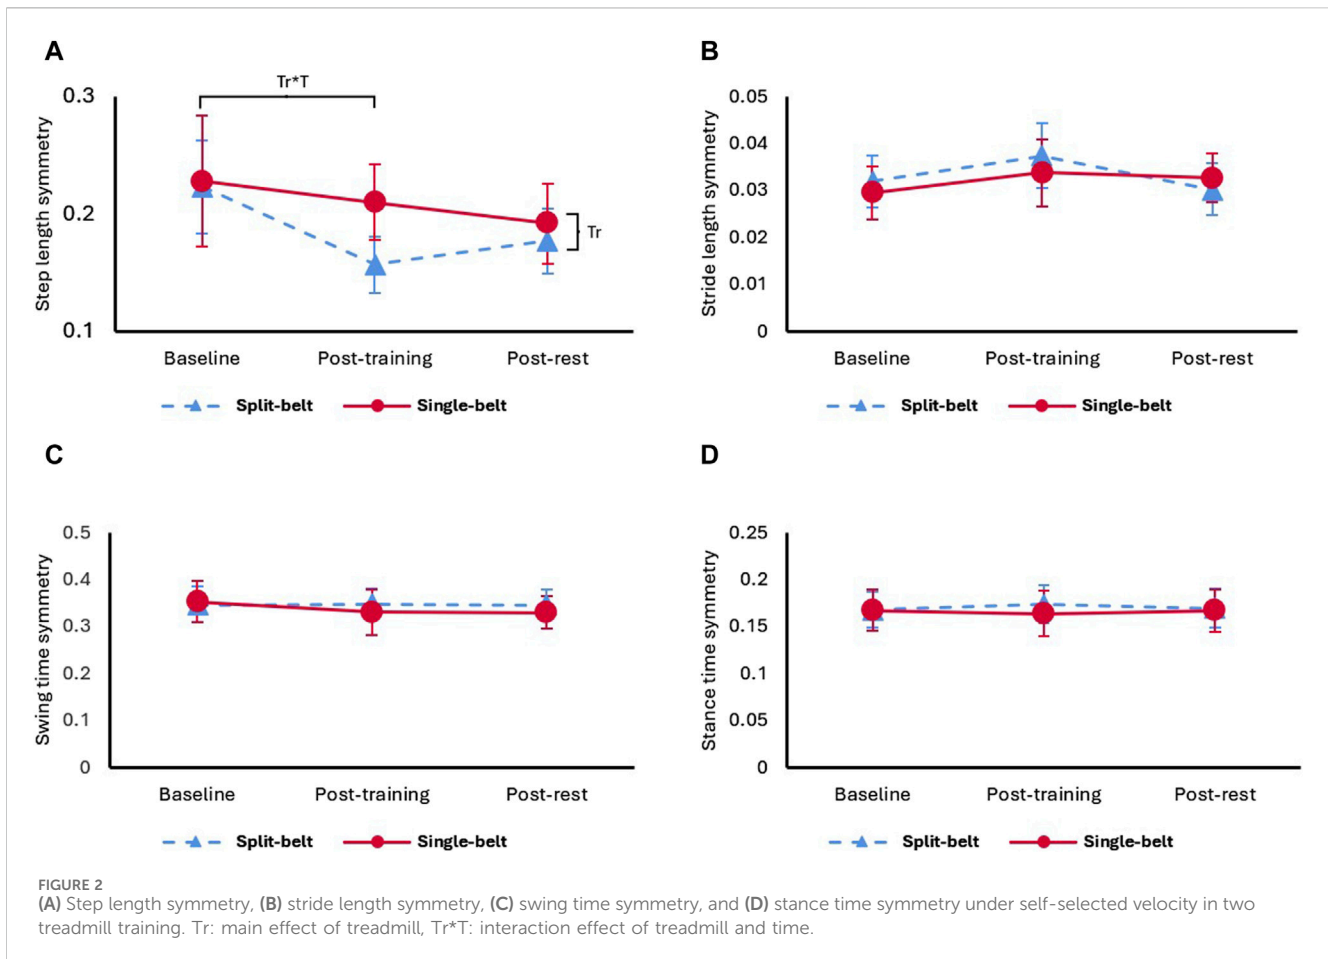 A
Tr*T
0.3
0.2
0.1
Step length symmetry
Tr
Baseline Post-training Post-rest
Split-belt Single-belt
B
0.05
0.04
0.03
0.02
0.01
0
Stride length symmetry
Baseline Post-training Post-rest
Split-belt Single-belt
C
0.5
0.4
0.3
0.2
0.1
0
Swing time symmetry
Baseline Post-training Post-rest
Split-belt Single-belt
D
0.25
0.2
0.15
0.1
0.05
0
Stance time symmetry
Baseline Post-training Post-rest
Split-belt Single-belt
FIGURE 2
(A) Step length symmetry, (B) stride length symmetry, (C) swing time symmetry, and (D) stance time symmetry under self-selected velocity in two
treadmill training. Tr: main effect of treadmill, Tr*T: interaction effect of treadmill and time.